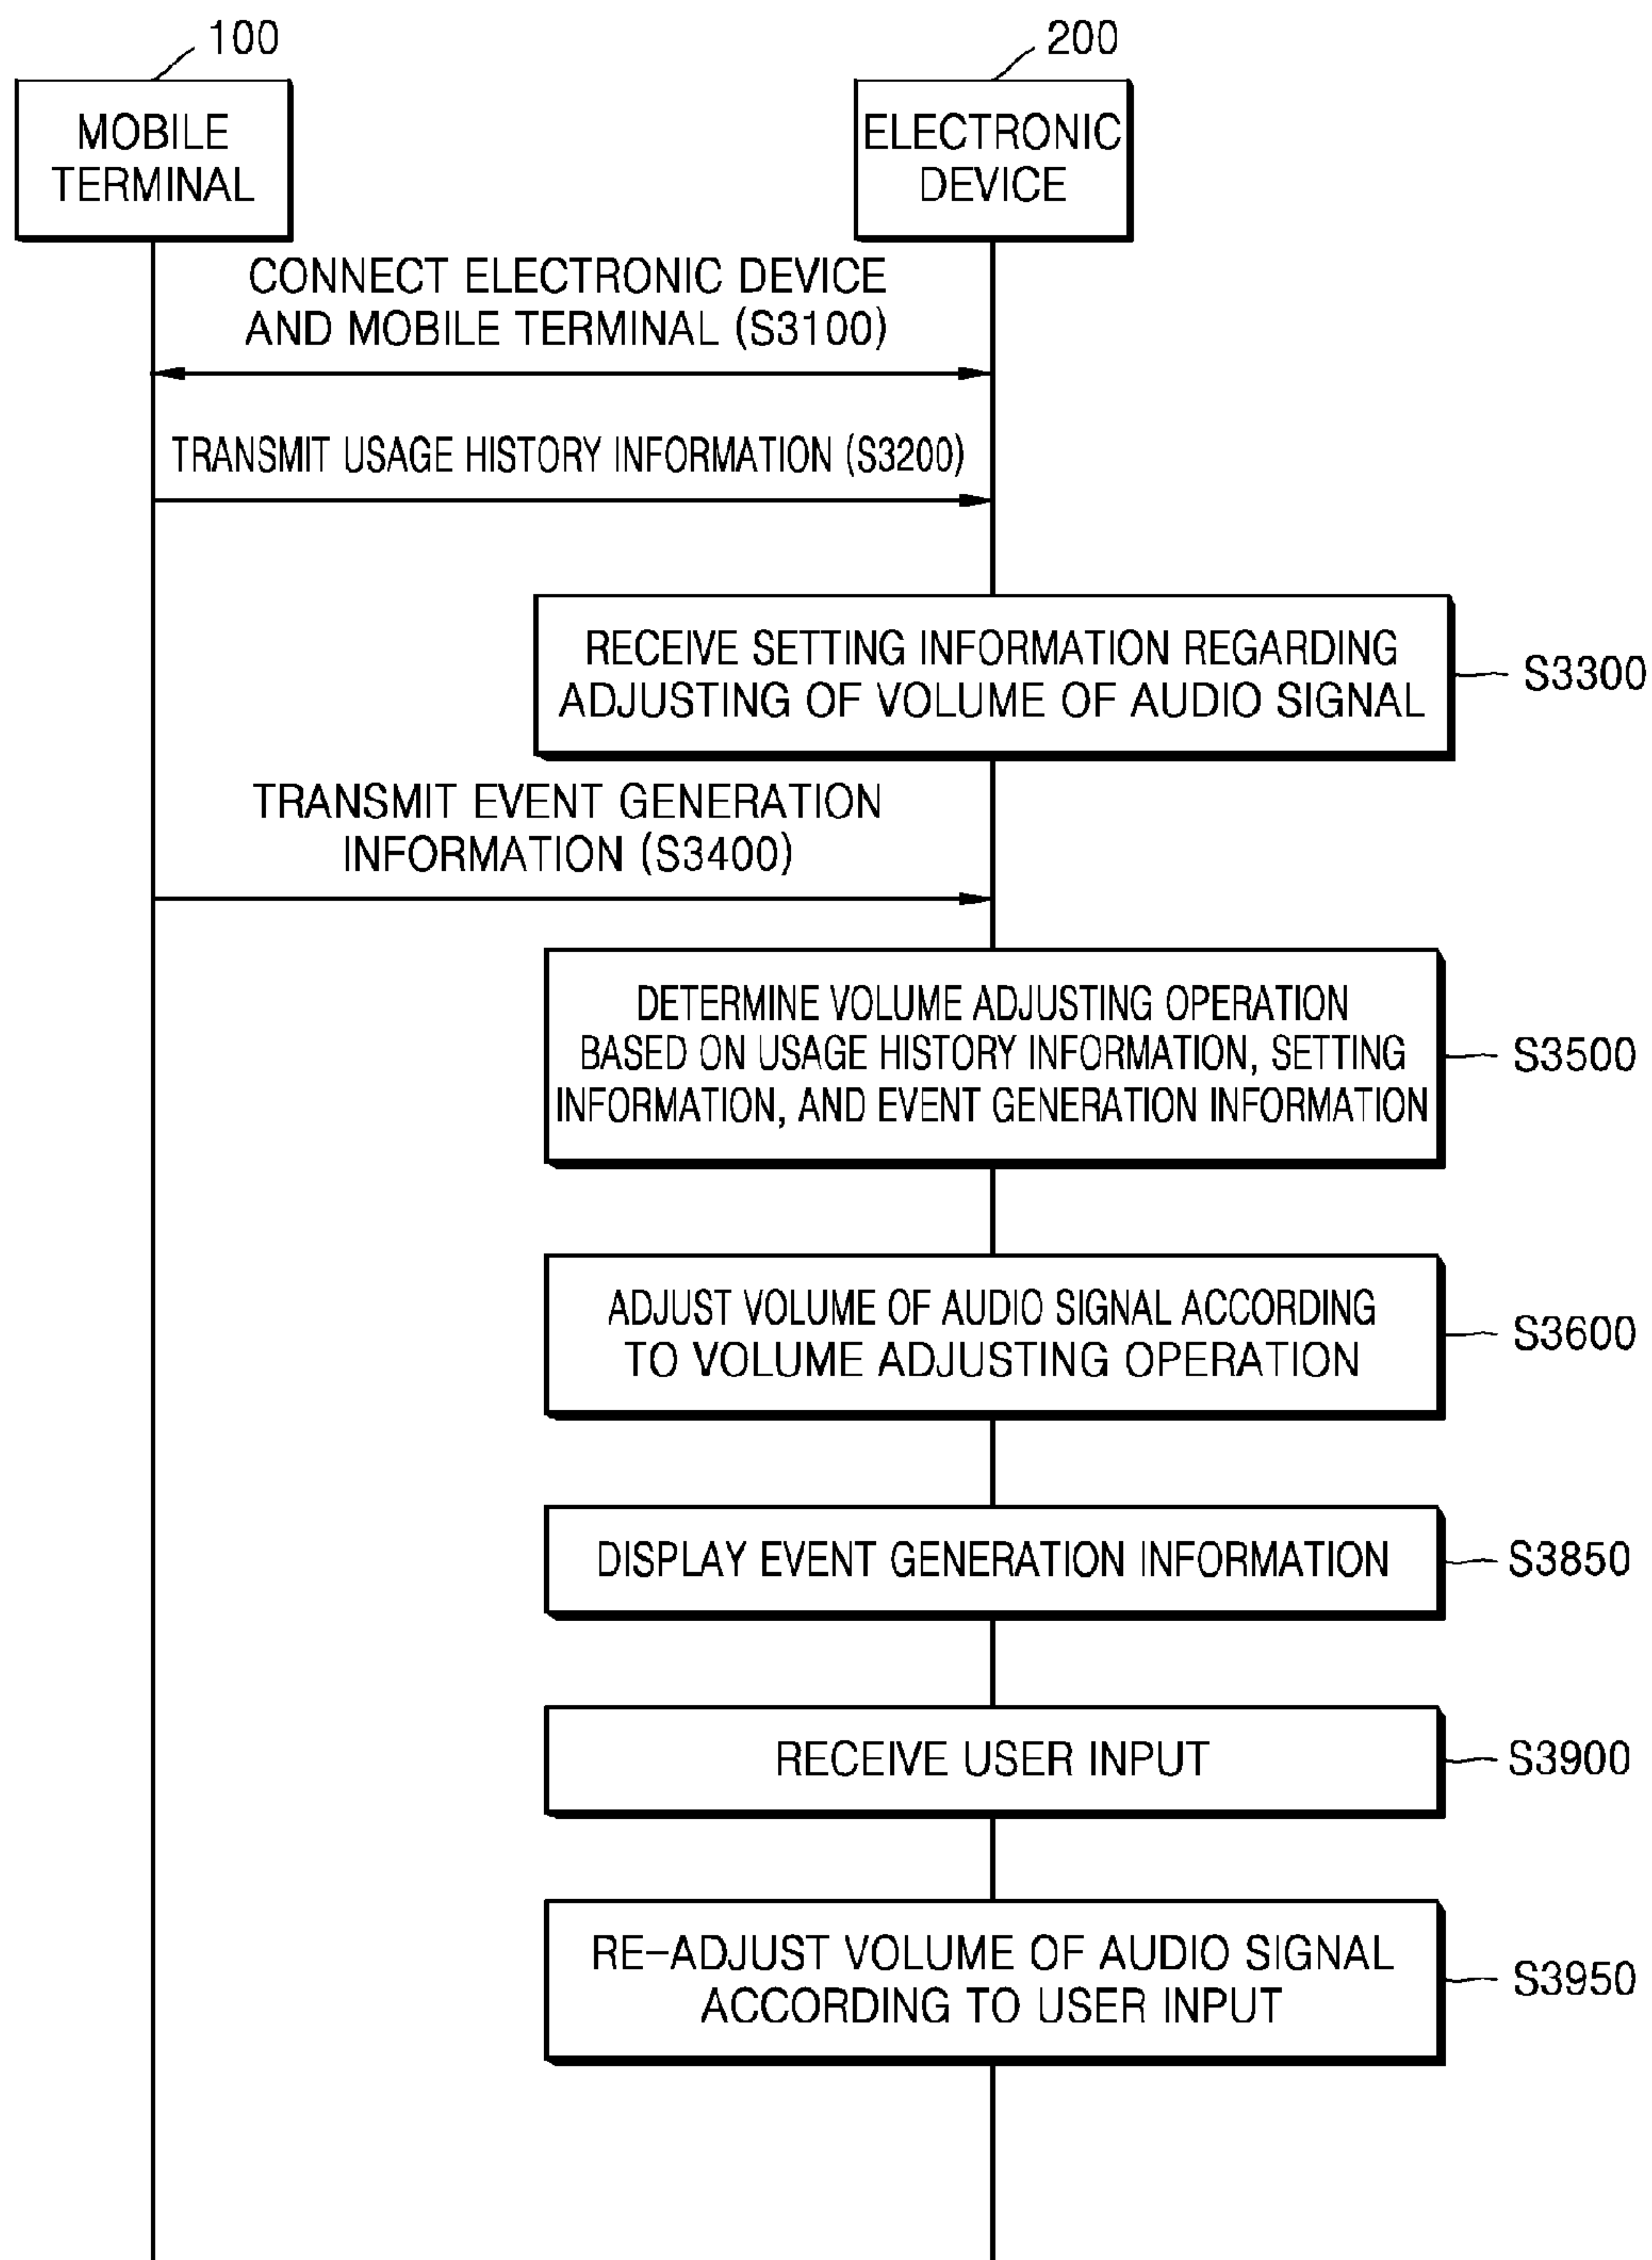 100
200
MOBILE
TERMINAL
ELECTRONIC
DEVICE
CONNECT ELECTRONIC DEVICE
AND MOBILE TERMINAL (S3100)
TRANSMIT USAGE HISTORY INFORMATION (S3200)
RECEIVE SETTING INFORMATION REGARDING
ADJUSTING OF VOLUME OF AUDIO SIGNAL
S3300
TRANSMIT EVENT GENERATION
INFORMATION (S3400)
DETERMINE VOLUME ADJUSTING OPERATION
BASED ON USAGE HISTORY INFORMATION, SETTING
INFORMATION, AND EVENT GENERATION INFORMATION
S3500
ADJUST VOLUME OF AUDIO SIGNAL ACCORDING
TO VOLUME ADJUSTING OPERATION
S3600
DISPLAY EVENT GENERATION INFORMATION
S3850
RECEIVE USER INPUT
S3900
RE-ADJUST VOLUME OF AUDIO SIGNAL
ACCORDING TO USER INPUT
S3950